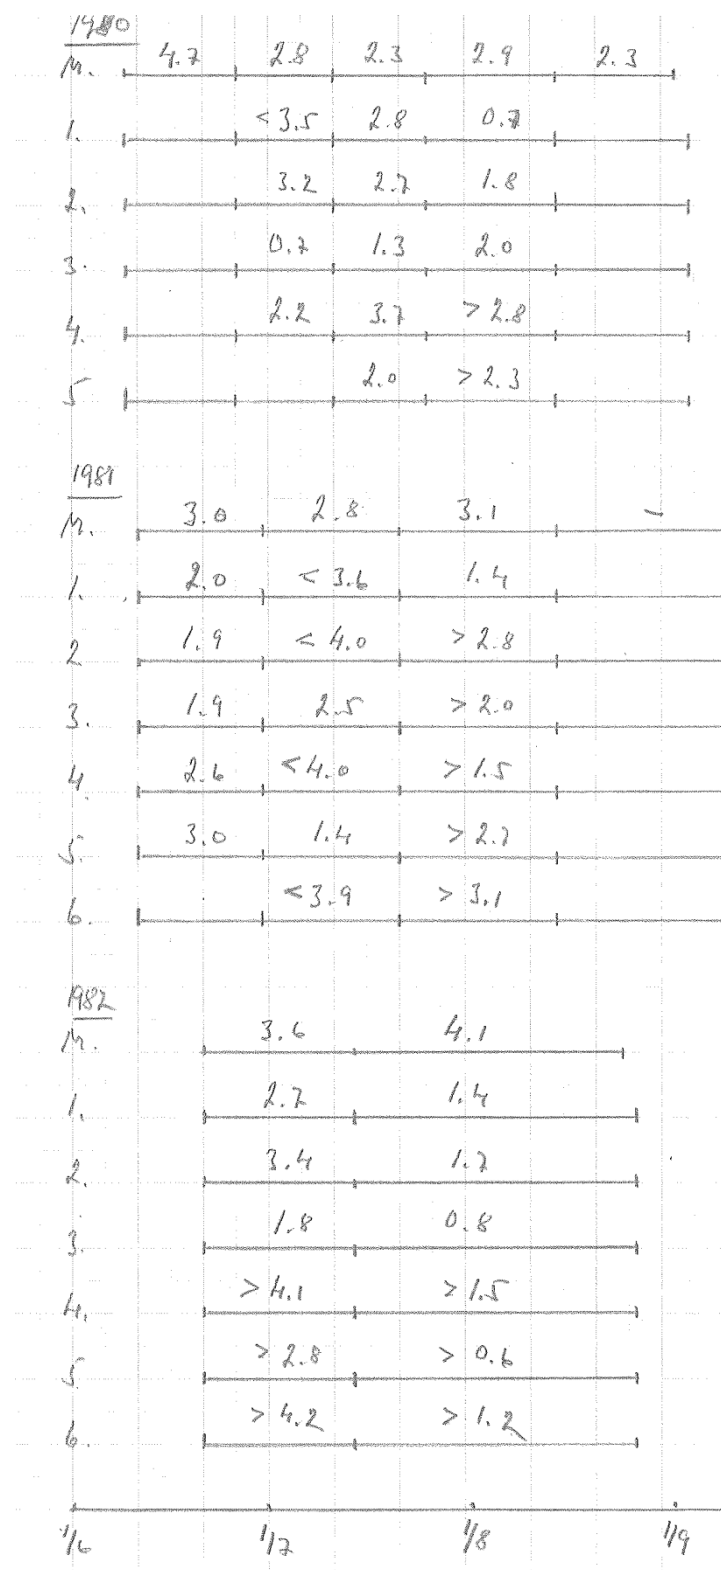 1980
M. 4.7 2.8 2.3 2.9 2.3
1. <3.5 2.8 0.7
2. 3.2 2.7 1.8
3. 0.7 1.3 2.0
4. 2.2 3.7 >2.8
5 2.0 >2.3
1981
M. 3.0 2.8 3.1 –
1. 2.0 <3.6 1.4
2 1.9 <4.0 >2.8
3. 1.9 2.5 >2.0
4. 2.6 <4.0 >1.5
5. 3.0 1.4 >2.7
6. <3.9 >3.1
1982
M. 3.6 4.1
1. 2.7 1.4
2. 3.4 1.7
3. 1.8 0.8
4. >4.1 >1.5
5. >2.8 >0.6
6. >4.2 >1.2
1/6 1/7 1/8 1/9